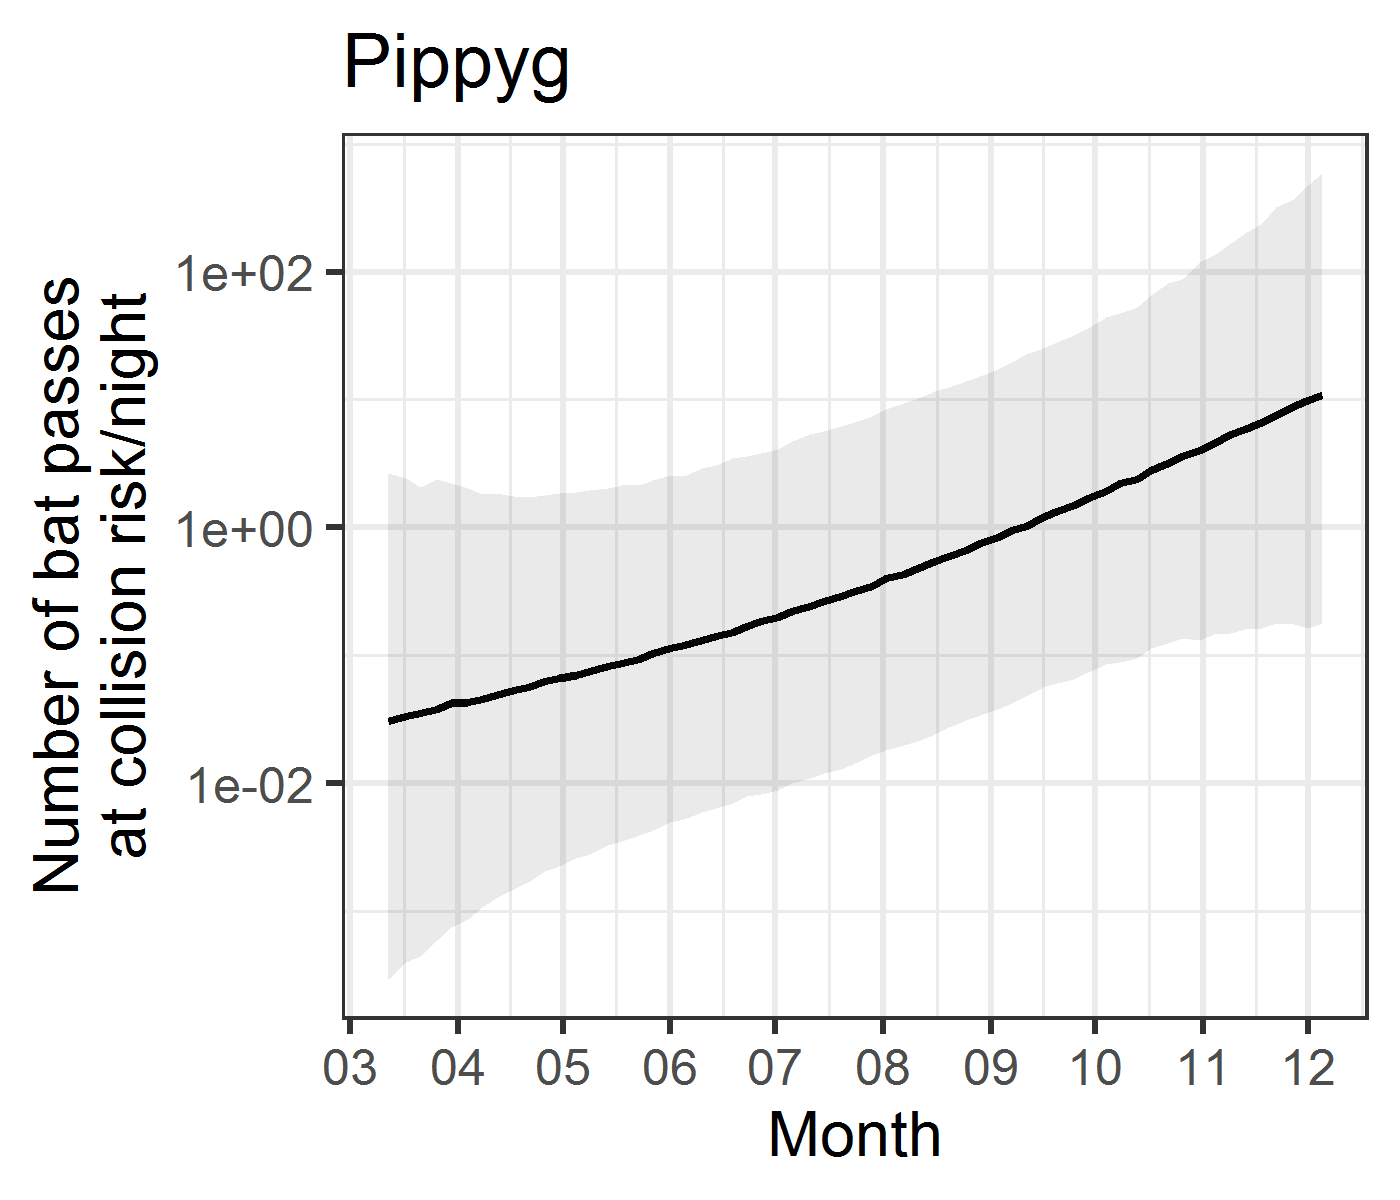 Pippyg
Number of bat passes
at collision risk/night
1e+02
1e+00
1e-02
03 04 05 06 07 08 09 10 11 12
Month